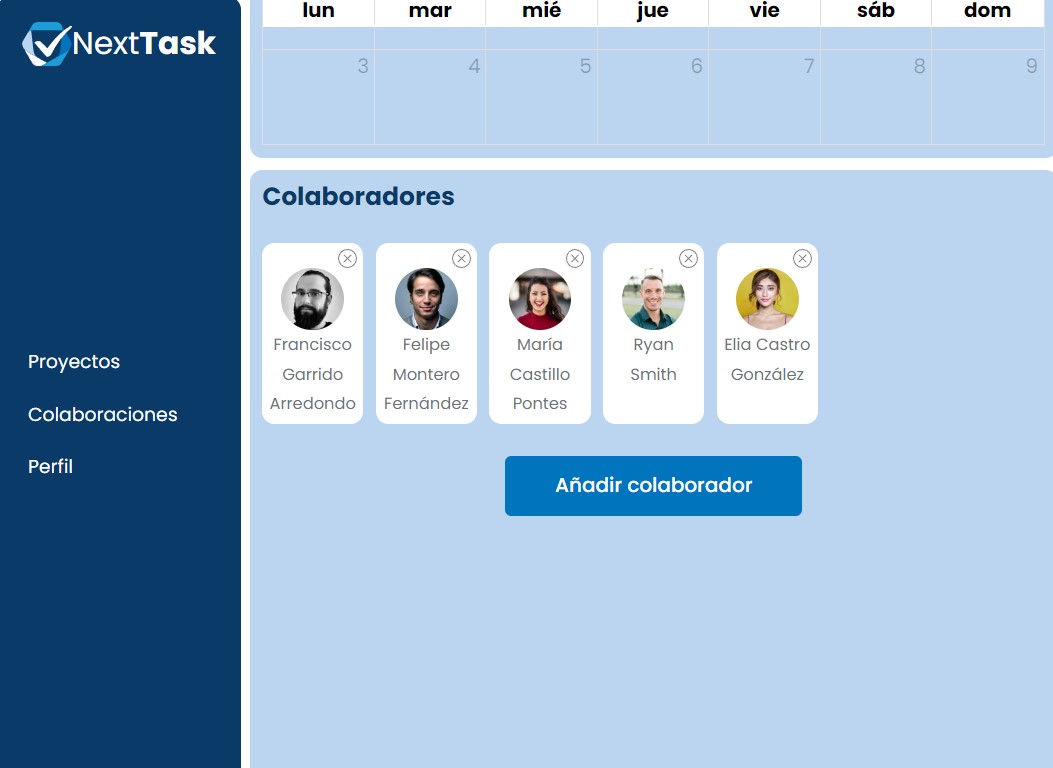 NextTask
Proyectos
Colaboraciones
Perfil
lun mar mié jue vie sáb dom
3 4 5 6 7 8 9
Colaboradores
Francisco
Garrido
Arredondo
Felipe
Montero
Fernández
María
Castillo
Pontes
Ryan
Smith
Elia Castro
González
Añadir colaborador